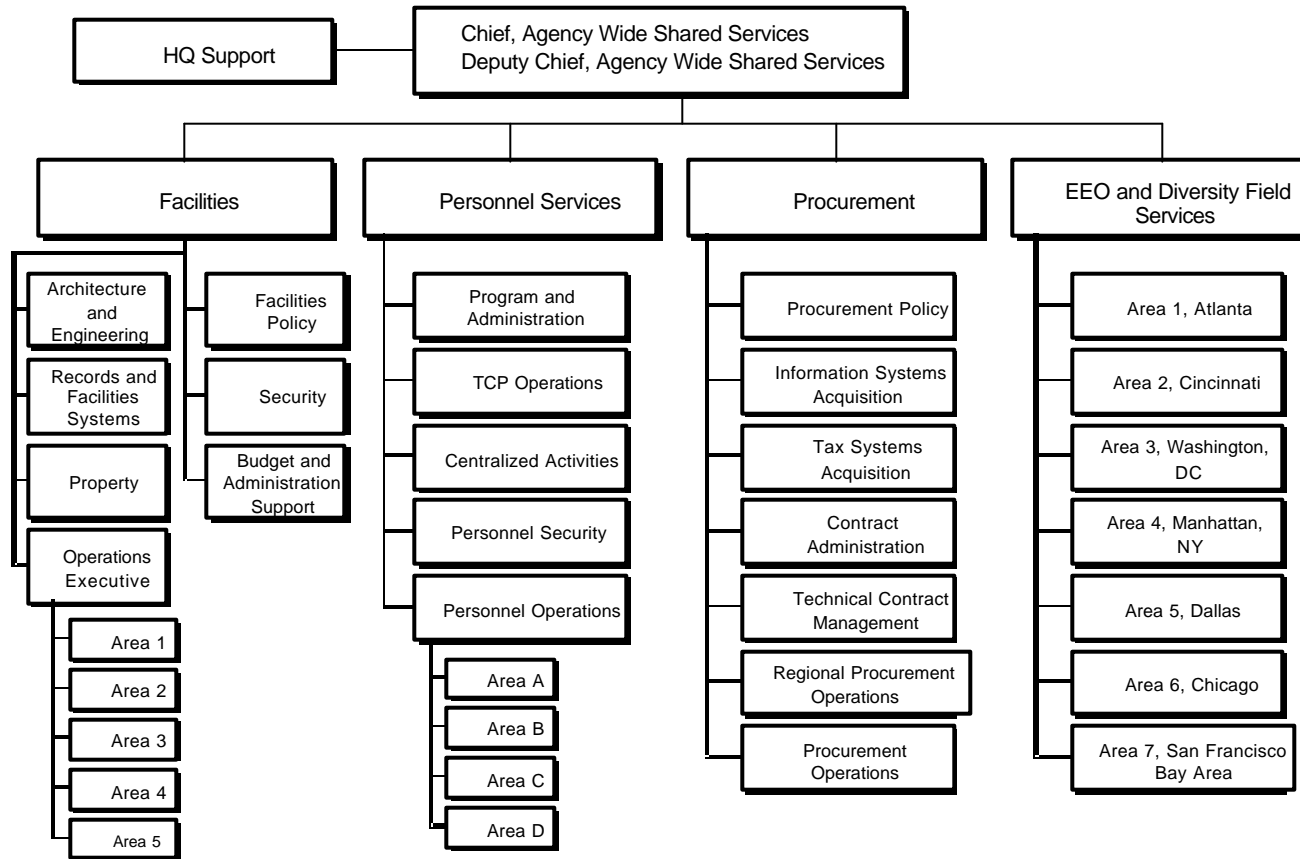 HQ Support
Chief, Agency Wide Shared Services
Deputy Chief, Agency Wide Shared Services
Facilities
Personnel Services
Procurement
EEO and Diversity Field
Services
Architecture
and
Engineering
Records and
Facilities
Systems
Property
Operations
Executive
Area 1
Area 2
Area 3
Area 4
Area 5
Facilities
Policy
Security
Budget and
Administration
Support
Program and
Administration
TCP Operations
Centralized Activities
Personnel Security
Personnel Operations
Area A
Area B
Area C
Area D
Procurement Policy
Information Systems
Acquisition
Tax Systems
Acquisition
Contract
Administration
Technical Contract
Management
Regional Procurement
Operations
Procurement
Operations
Area 1, Atlanta
Area 2, Cincinnati
Area 3, Washington,
DC
Area 4, Manhattan,
NY
Area 5, Dallas
Area 6, Chicago
Area 7, San Francisco
Bay Area